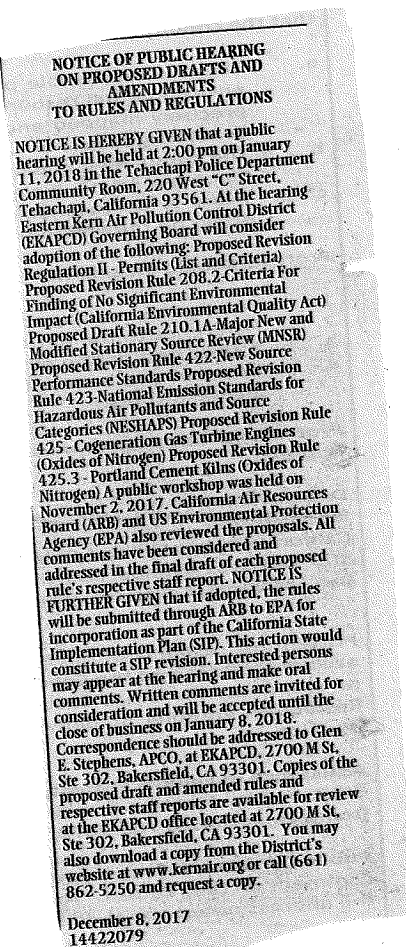 NOTICE OF PUBLIC HEARING
ON PROPOSED DRAFTS AND
AMENDMENTS
TO RULES AND REGULATIONS
NOTICE IS HEREBY GIVEN that a public
hearing will be held at 2:00 pm on January
11, 2018 in the Tehachapi Police Department
Community Room, 220 West "C" Street,
Tehachapi, California 93561. At the hearing
Eastern Kern Air Pollution Control District
(EKAPCD) Governing Board will consider
adoption of the following: Proposed Revision
Regulation II - Permits (List and Criteria)
Proposed Revision Rule 208.2-Criteria For
Finding of No Significant Environmental
Impact (California Environmental Quality Act)
Proposed Draft Rule 210.1A-Major New and
Modified Stationary Source Review (MNSR)
Proposed Revision Rule 422-New Source
Performance Standards Proposed Revision
Rule 423-National Emission Standards for
Hazardous Air Pollutants and Source
Categories (NESHAPS) Proposed Revision Rule
425 - Cogeneration Gas Turbine Engines
(Oxides of Nitrogen) Proposed Revision Rule
425.3 - Portland Cement Kilns (Oxides of
Nitrogen) A public workshop was held on
November 2, 2017. California Air Resources
Board (ARB) and US Environmental Protection
Agency (EPA) also reviewed the proposals. All
comments have been considered and
addressed in the final draft of each proposed
rule's respective staff report. NOTICE IS
FURTHER GIVEN that if adopted, the rules
will be submitted through ARB to EPA for
incorporation as part of the California State
Implementation Plan (SIP). This action would
constitute a SIP revision. Interested persons
may appear at the hearing and make oral
comments. Written comments are invited for
consideration and will be accepted until the
close of business on January 8, 2018.
Correspondence should be addressed to Glen
E. Stephens, APCO, at EKAPCD, 2700 M St,
Ste 302, Bakersfield, CA 93301. Copies of the
proposed draft and amended rules and
respective staff reports are available for review
at the EKAPCD office located at 2700 M St,
Ste 302, Bakersfield, CA 93301. You may
also download a copy from the District's
website at www.kernair.org or call (661)
862-5250 and request a copy.
December 8, 2017
14422079